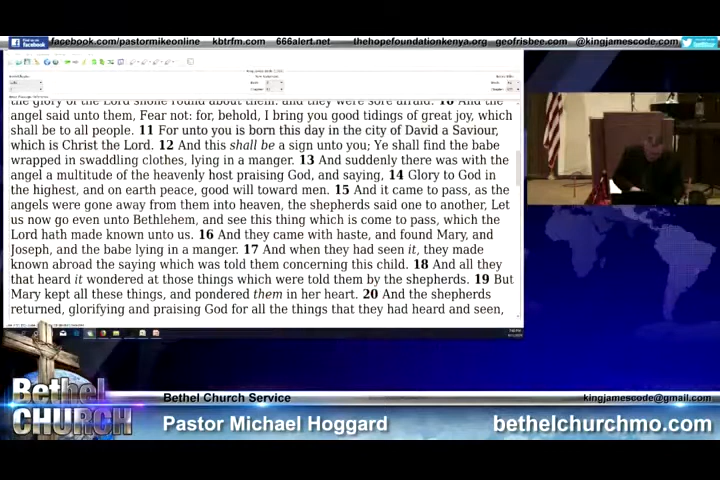 Find us on facebook
facebook.com/pastormikeonline kbtrfm.com 666alert.net thehopefoundationkenya.org geofrisbee.com @kingjamescode
the glory of the Lord shone round about them: and they were sore afraid. 10 And the
angel said unto them, Fear not: for, behold, I bring you good tidings of great joy, which
shall be to all people. 11 For unto you is born this day in the city of David a Saviour,
which is Christ the Lord. 12 And this shall be a sign unto you; Ye shall find the babe
wrapped in swaddling clothes, lying in a manger. 13 And suddenly there was with the
angel a multitude of the heavenly host praising God, and saying, 14 Glory to God in
the highest, and on earth peace, good will toward men. 15 And it came to pass, as the
angels were gone away from them into heaven, the shepherds said one to another, Let
us now go even unto Bethlehem, and see this thing which is come to pass, which the
Lord hath made known unto us. 16 And they came with haste, and found Mary, and
Joseph, and the babe lying in a manger. 17 And when they had seen it, they made
known abroad the saying which was told them concerning this child. 18 And all they
that heard it wondered at those things which were told them by the shepherds. 19 But
Mary kept all these things, and pondered them in her heart. 20 And the shepherds
returned, glorifying and praising God for all the things that they had heard and seen,
Bethel
CHURCH
Bethel Church Service
kingjamescode@gmail.com
Pastor Michael Hoggard
bethelchurchmo.com